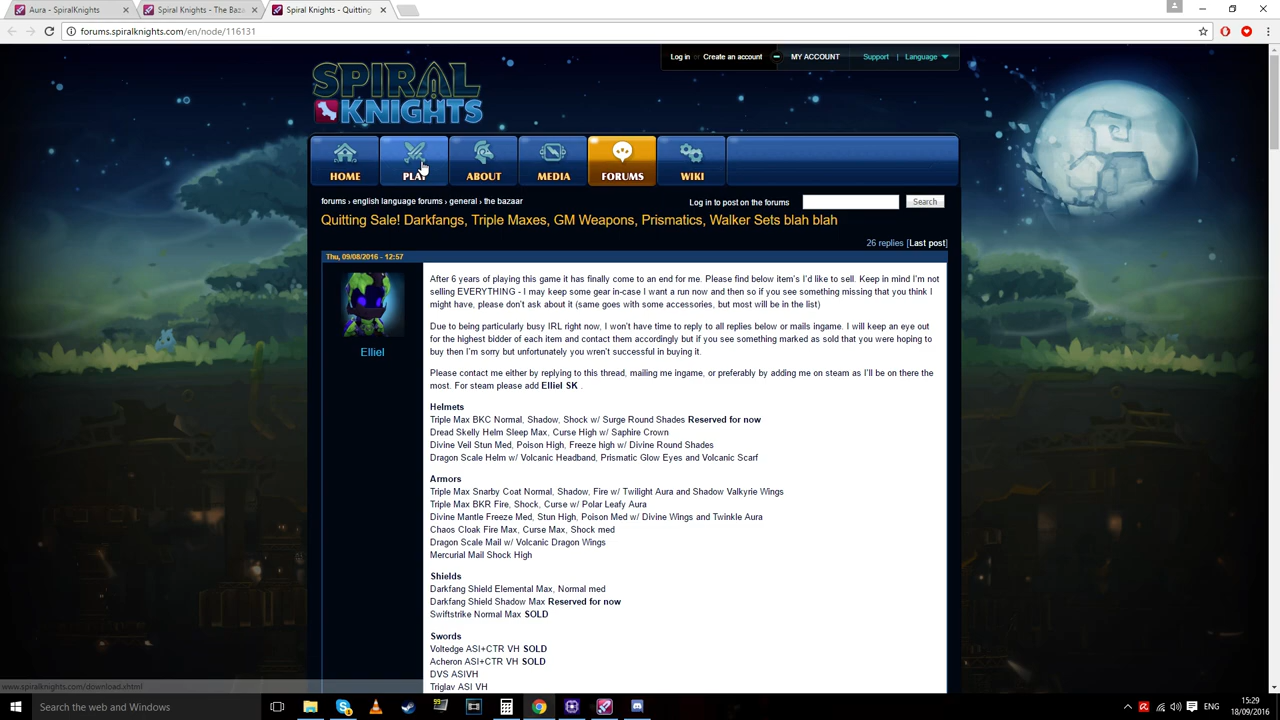 Aura - SpiralKnights
Spiral Knights - The Baza
Spiral Knights - Quitting
forums.spiralknights.com/en/node/116131
Log in or Create an account
MY ACCOUNT
Support | Language
SPIRAL
KNIGHTS
HOME
PLAY
ABOUT
MEDIA
FORUMS
WIKI
forums › english language forums › general › the bazaar
Log in to post on the forums
Search
Quitting Sale! Darkfangs, Triple Maxes, GM Weapons, Prismatics, Walker Sets blah blah
26 replies [Last post]
Thu, 09/08/2016 - 12:57
Elliel
After 6 years of playing this game it has finally come to an end for me. Please find below item's I'd like to sell. Keep in mind I'm not
selling EVERYTHING - I may keep some gear in-case I want a run now and then so if you see something missing that you think I
might have, please don't ask about it (same goes with some accessories, but most will be in the list)
Due to being particularly busy IRL right now, I won't have time to reply to all replies below or mails ingame. I will keep an eye out
for the highest bidder of each item and contact them accordingly but if you see something marked as sold that you were hoping to
buy then I'm sorry but unfortunately you wren't successful in buying it.
Please contact me either by replying to this thread, mailing me ingame, or preferably by adding me on steam as I'll be on there the
most. For steam please add Elliel SK .
Helmets
Triple Max BKC Normal, Shadow, Shock w/ Surge Round Shades Reserved for now
Dread Skelly Helm Sleep Max, Curse High w/ Saphire Crown
Divine Veil Stun Med, Poison High, Freeze high w/ Divine Round Shades
Dragon Scale Helm w/ Volcanic Headband, Prismatic Glow Eyes and Volcanic Scarf
Armors
Triple Max Snarby Coat Normal, Shadow, Fire w/ Twilight Aura and Shadow Valkyrie Wings
Triple Max BKR Fire, Shock, Curse w/ Polar Leafy Aura
Divine Mantle Freeze Med, Stun High, Poison Med w/ Divine Wings and Twinkle Aura
Chaos Cloak Fire Max, Curse Max, Shock med
Dragon Scale Mail w/ Volcanic Dragon Wings
Mercurial Mail Shock High
Shields
Darkfang Shield Elemental Max, Normal med
Darkfang Shield Shadow Max Reserved for now
Swiftstrike Normal Max SOLD
Swords
Voltedge ASI+CTR VH SOLD
Acheron ASI+CTR VH SOLD
DVS ASIVH
Triglav ASI VH
www.spiralknights.com/download.xhtml
Search the web and Windows
ENG
15:29
18/09/2016